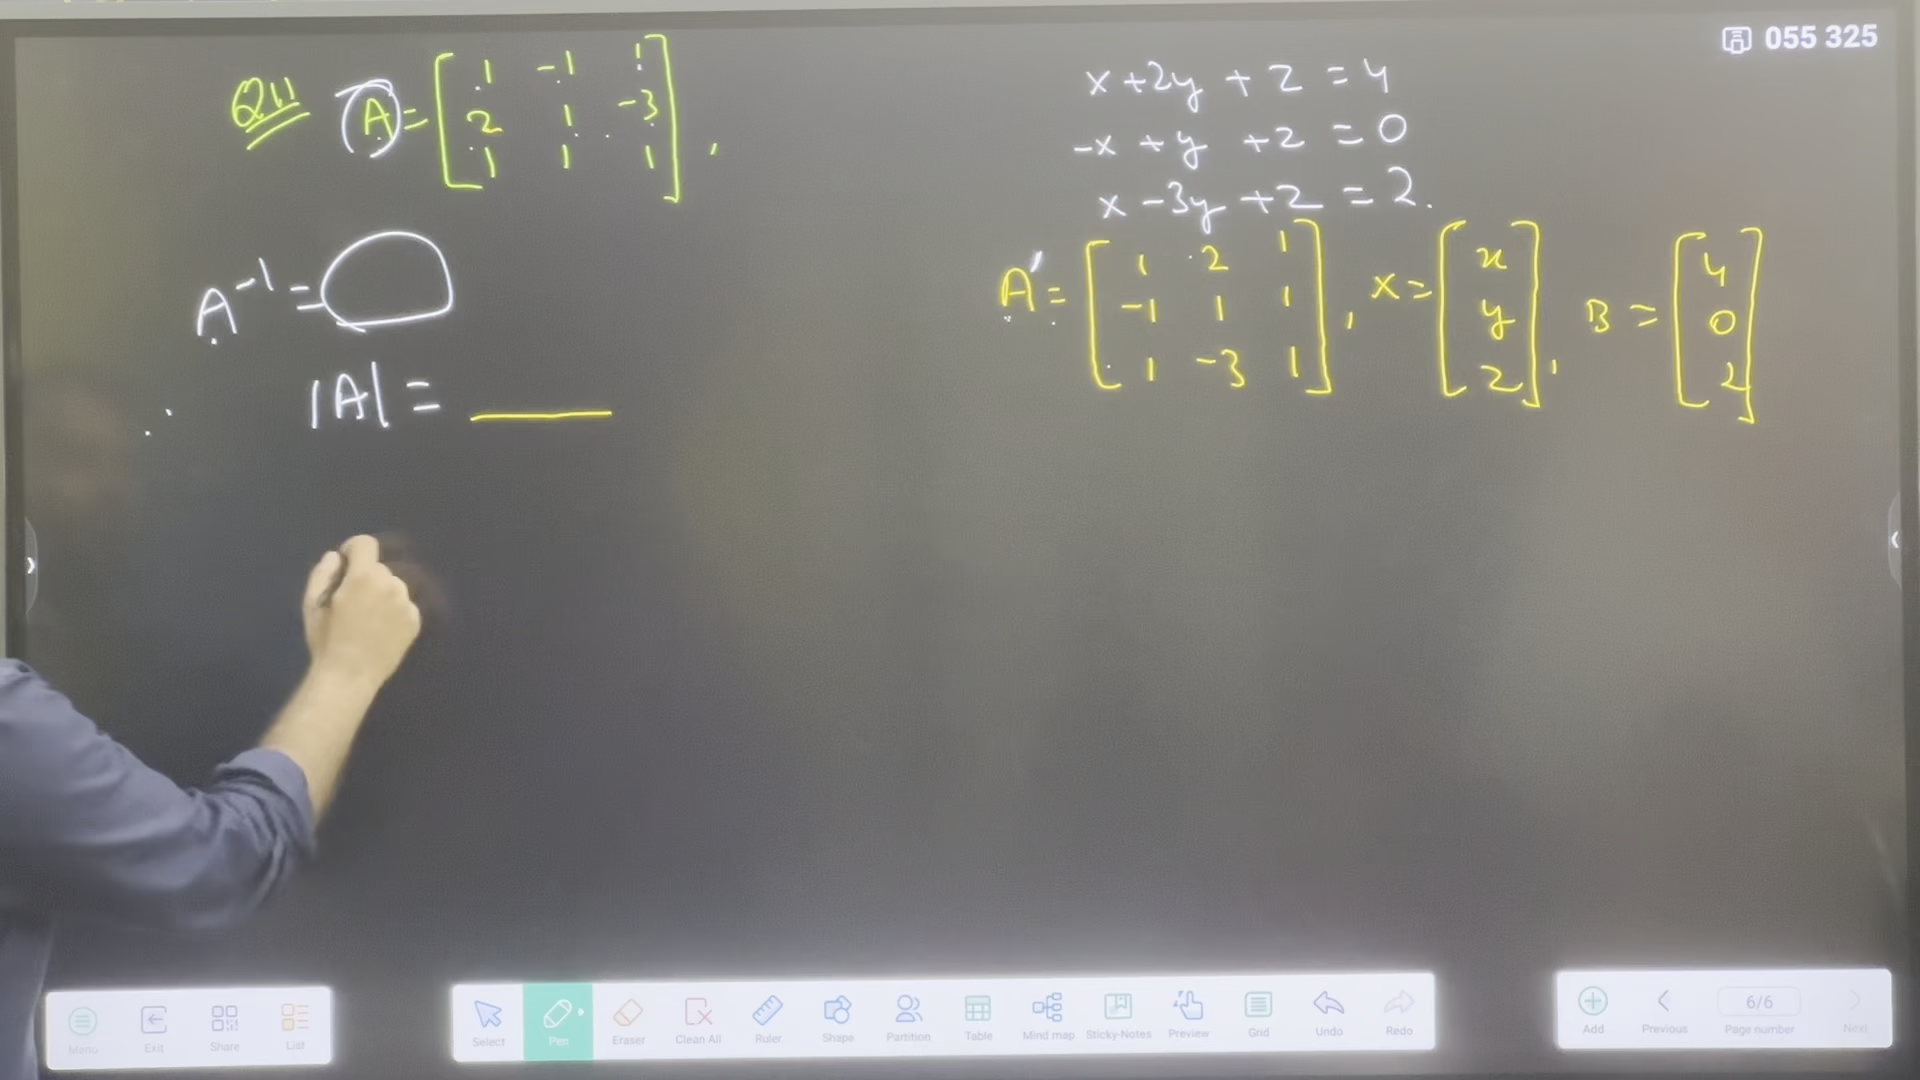 055 325
Q11 A = [ 1 -1 1
2 1 -3
1 1 1 ] ,
x + 2y + z = 4
-x + y + z = 0
x - 3y + z = 2.
A' = [ 1 2 1
-1 1 1
1 -3 1 ] , X = [ x
y
z ] , B = [ 4
0
2 ]
A⁻¹ =
|A| =
Menu Exit Share List
Select Pen Eraser Clean All Ruler Shape Partition Table Mind map Sticky-Notes Preview Grid Undo Redo
Add Previous 6/6 Page number Next